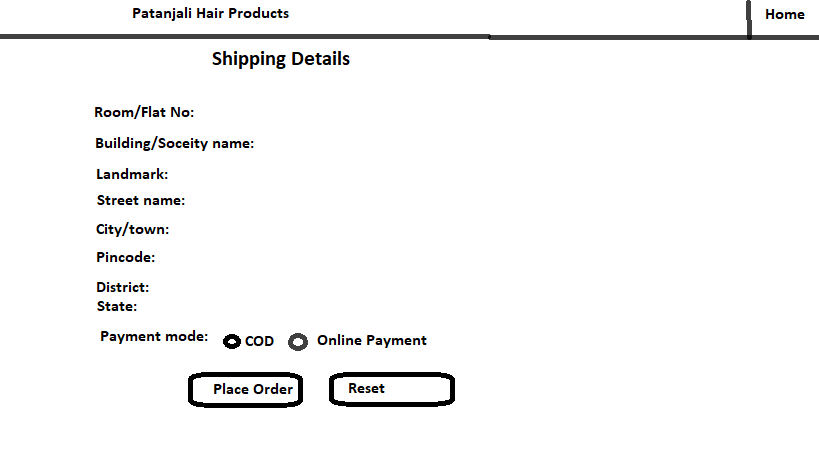 Patanjali Hair Products
Home
Shipping Details
Room/Flat No:
Building/Soceity name:
Landmark:
Street name:
City/town:
Pincode:
District:
State:
Payment mode: COD Online Payment
Place Order Reset